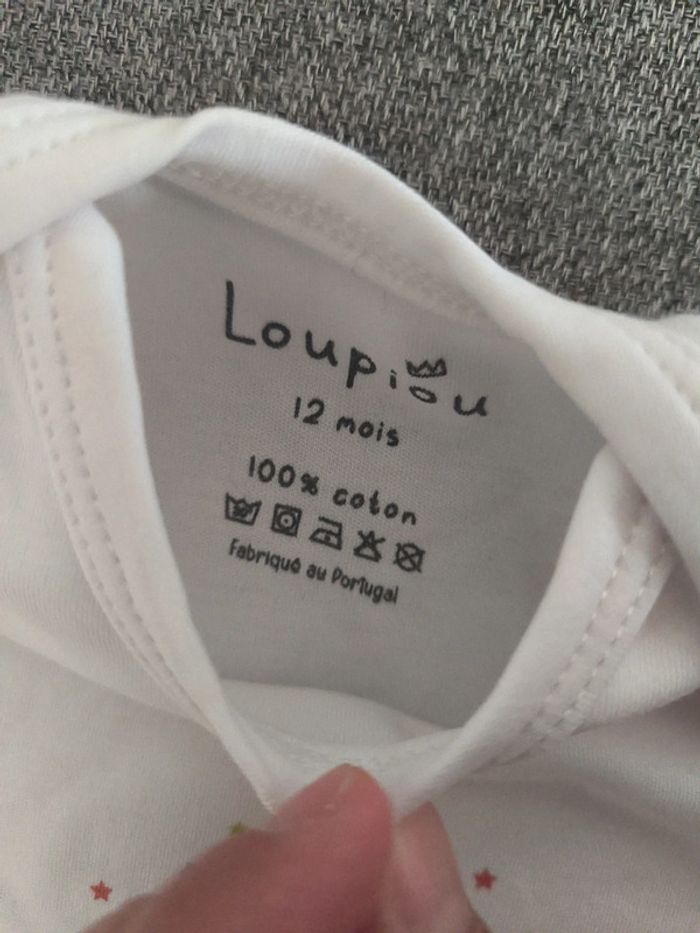 Loupiou
12 mois
100% coton
Fabriqué au Portugal